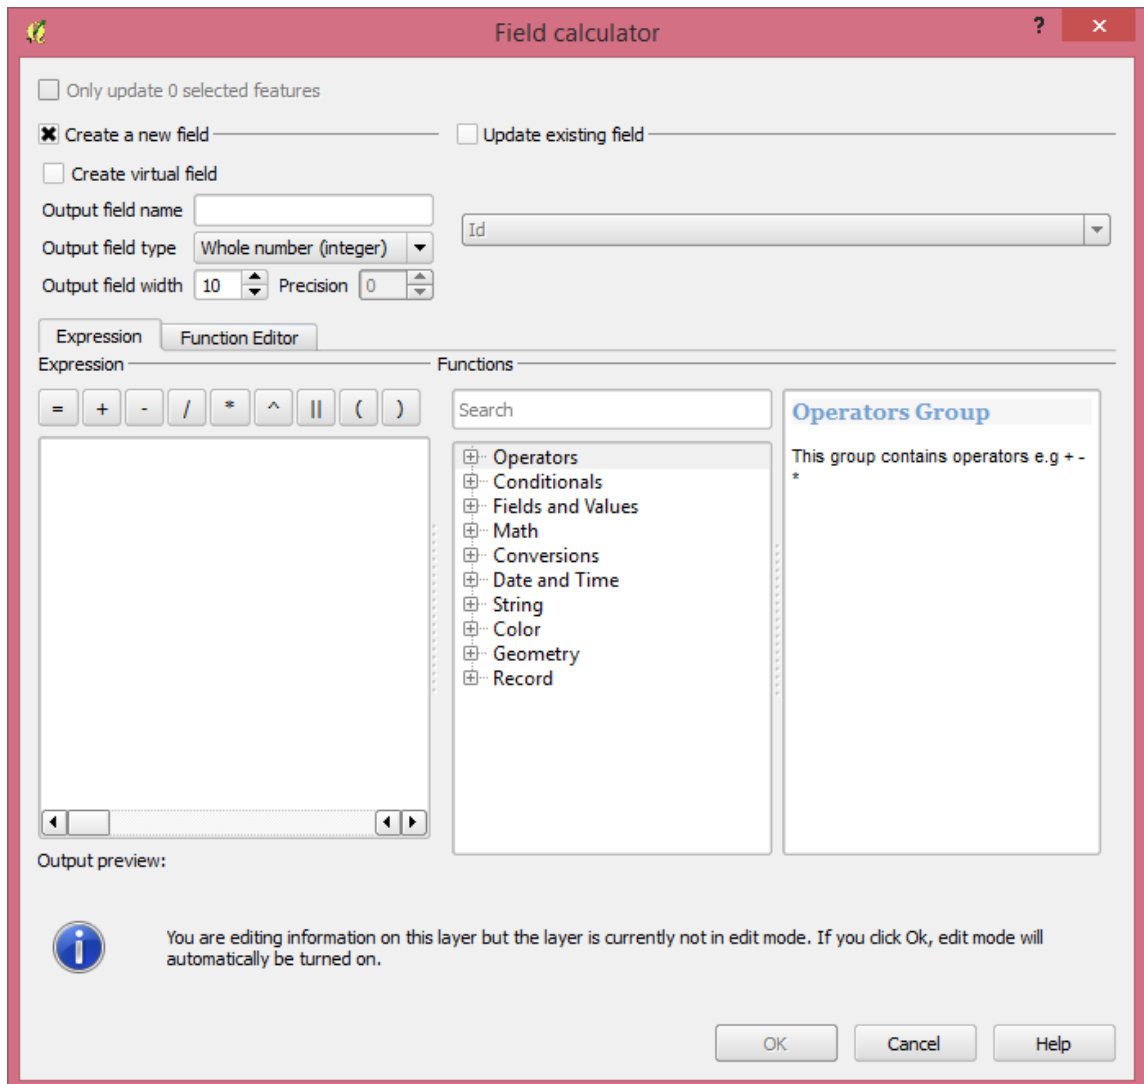 Field calculator
?
×
Only update 0 selected features
Create a new field
Update existing field
Create virtual field
Output field name
Id
Output field type Whole number (integer)
Output field width 10 Precision 0
Expression Function Editor
Expression
Functions
= + - / * ^ || ( )
Search
Operators
Conditionals
Fields and Values
Math
Conversions
Date and Time
String
Color
Geometry
Record
Operators Group
This group contains operators e.g + -
*
Output preview:
You are editing information on this layer but the layer is currently not in edit mode. If you click Ok, edit mode will
automatically be turned on.
OK Cancel Help